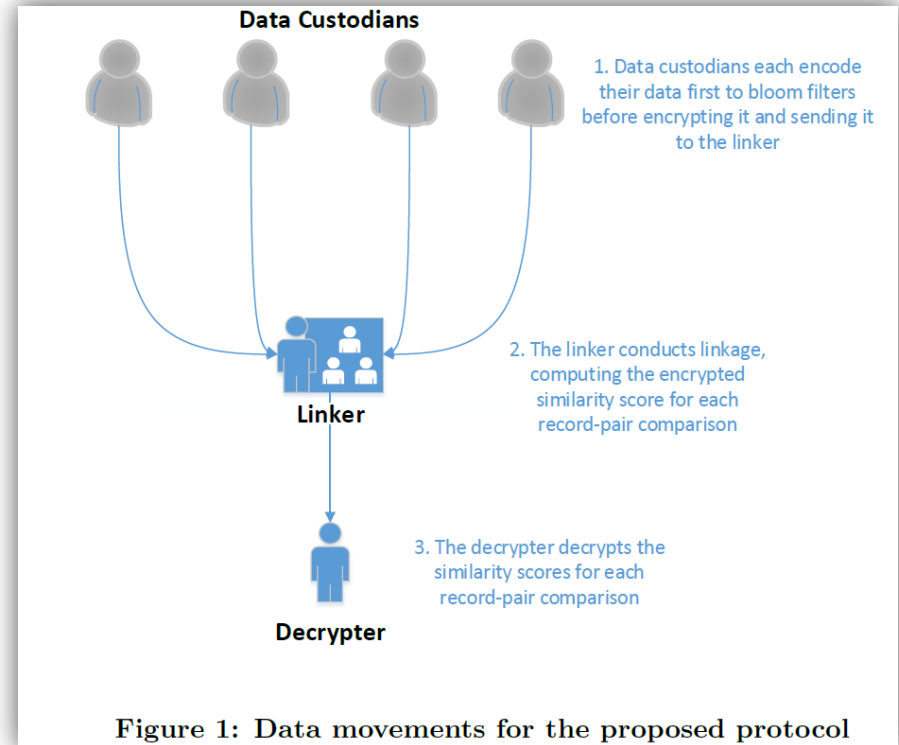 Data Custodians
1. Data custodians each encode
their data first to bloom filters
before encrypting it and sending it
to the linker
2. The linker conducts linkage,
computing the encrypted
similarity score for each
record-pair comparison
Linker
3. The decrypter decrypts the
similarity scores for each
record-pair comparison
Decrypter
Figure 1: Data movements for the proposed protocol